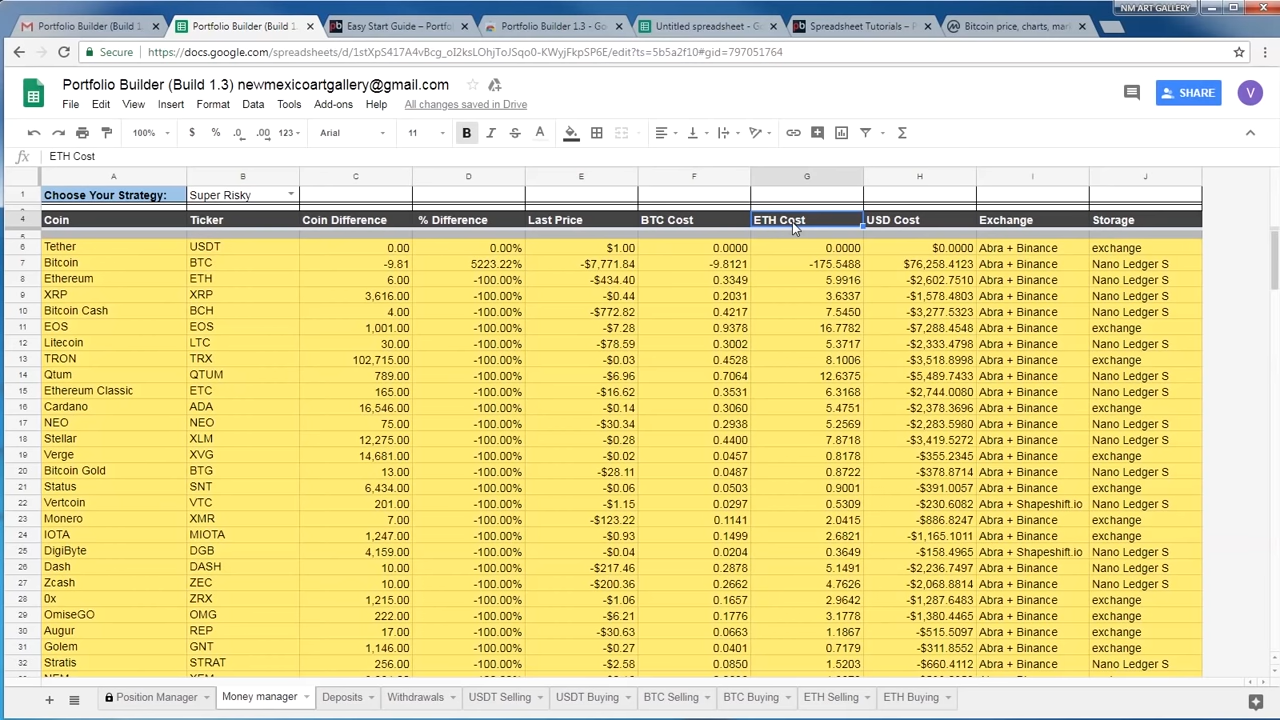 NM ART GALLERY
Portfolio Builder (Build 1. Portfolio Builder (Build 1. Easy Start Guide – Portfo Portfolio Builder 1.3 - Go Untitled spreadsheet - G Spreadsheet Tutorials – P Bitcoin price, charts, mar
Secure https://docs.google.com/spreadsheets/d/1stXpS417A4vBcg_oI2ksLOhjToJSqo0-KWyjFkpSP6E/edit?ts=5b5a2f10#gid=797051764
Portfolio Builder (Build 1.3) newmexicoartgallery@gmail.com
SHARE V
File Edit View Insert Format Data Tools Add-ons Help All changes saved in Drive
100% $ % .0 .00 123 Arial 11 B I S A Σ
fx ETH Cost
A B C D E F G H I J
1 Choose Your Strategy: Super Risky
4 Coin Ticker Coin Difference % Difference Last Price BTC Cost ETH Cost USD Cost Exchange Storage
5
6 Tether USDT 0.00 0.00% $1.00 0.0000 0.0000 $0.0000 Abra + Binance exchange
7 Bitcoin BTC -9.81 5223.22% -$7,771.84 -9.8121 -175.5488 $76,258.4123 Abra + Binance Nano Ledger S
8 Ethereum ETH 6.00 -100.00% -$434.40 0.3349 5.9916 -$2,602.7510 Abra + Binance Nano Ledger S
9 XRP XRP 3,616.00 -100.00% -$0.44 0.2031 3.6337 -$1,578.4803 Abra + Binance Nano Ledger S
10 Bitcoin Cash BCH 4.00 -100.00% -$772.82 0.4217 7.5450 -$3,277.5323 Abra + Binance Nano Ledger S
11 EOS EOS 1,001.00 -100.00% -$7.28 0.9378 16.7782 -$7,288.4548 Abra + Binance exchange
12 Litecoin LTC 30.00 -100.00% -$78.59 0.3002 5.3717 -$2,333.4798 Abra + Binance Nano Ledger S
13 TRON TRX 102,715.00 -100.00% -$0.03 0.4528 8.1006 -$3,518.8998 Abra + Binance exchange
14 Qtum QTUM 789.00 -100.00% -$6.96 0.7064 12.6375 -$5,489.7433 Abra + Binance Nano Ledger S
15 Ethereum Classic ETC 165.00 -100.00% -$16.62 0.3531 6.3168 -$2,744.0080 Abra + Binance Nano Ledger S
16 Cardano ADA 16,546.00 -100.00% -$0.14 0.3060 5.4751 -$2,378.3696 Abra + Binance exchange
17 NEO NEO 75.00 -100.00% -$30.34 0.2938 5.2569 -$2,283.5980 Abra + Binance Nano Ledger S
18 Stellar XLM 12,275.00 -100.00% -$0.28 0.4400 7.8718 -$3,419.5272 Abra + Binance Nano Ledger S
19 Verge XVG 14,681.00 -100.00% -$0.02 0.0457 0.8178 -$355.2345 Abra + Binance exchange
20 Bitcoin Gold BTG 13.00 -100.00% -$28.11 0.0487 0.8722 -$378.8714 Abra + Binance Nano Ledger S
21 Status SNT 6,434.00 -100.00% -$0.06 0.0503 0.9001 -$391.0057 Abra + Binance exchange
22 Vertcoin VTC 201.00 -100.00% -$1.15 0.0297 0.5309 -$230.6082 Abra + Shapeshift.io Nano Ledger S
23 Monero XMR 7.00 -100.00% -$123.22 0.1141 2.0415 -$886.8247 Abra + Binance exchange
24 IOTA MIOTA 1,247.00 -100.00% -$0.93 0.1499 2.6821 -$1,165.1011 Abra + Binance exchange
25 DigiByte DGB 4,159.00 -100.00% -$0.04 0.0204 0.3649 -$158.4965 Abra + Shapeshift.io Nano Ledger S
26 Dash DASH 10.00 -100.00% -$217.46 0.2878 5.1491 -$2,236.7497 Abra + Binance Nano Ledger S
27 Zcash ZEC 10.00 -100.00% -$200.36 0.2662 4.7626 -$2,068.8814 Abra + Binance Nano Ledger S
28 0x ZRX 1,215.00 -100.00% -$1.06 0.1657 2.9642 -$1,287.6483 Abra + Binance exchange
29 OmiseGO OMG 222.00 -100.00% -$6.21 0.1776 3.1778 -$1,380.4465 Abra + Binance exchange
30 Augur REP 17.00 -100.00% -$30.63 0.0663 1.1867 -$515.5097 Abra + Binance exchange
31 Golem GNT 1,146.00 -100.00% -$0.27 0.0401 0.7179 -$311.8552 Abra + Binance exchange
32 Stratis STRAT 256.00 -100.00% -$2.58 0.0850 1.5203 -$660.4112 Abra + Binance Nano Ledger S
Position Manager Money manager Deposits Withdrawals USDT Selling USDT Buying BTC Selling BTC Buying ETH Selling ETH Buying